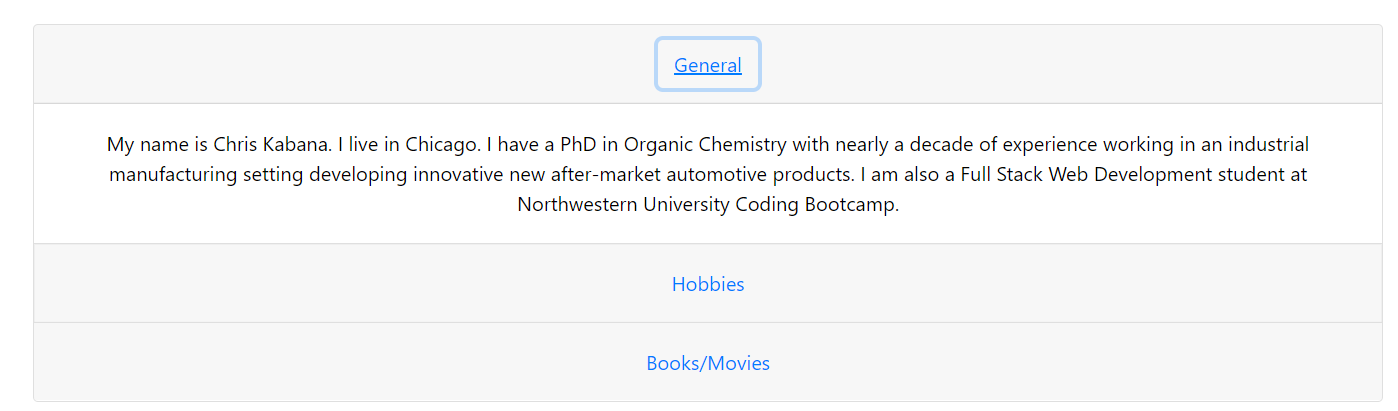 General
My name is Chris Kabana. I live in Chicago. I have a PhD in Organic Chemistry with nearly a decade of experience working in an industrial
manufacturing setting developing innovative new after-market automotive products. I am also a Full Stack Web Development student at
Northwestern University Coding Bootcamp.
Hobbies
Books/Movies